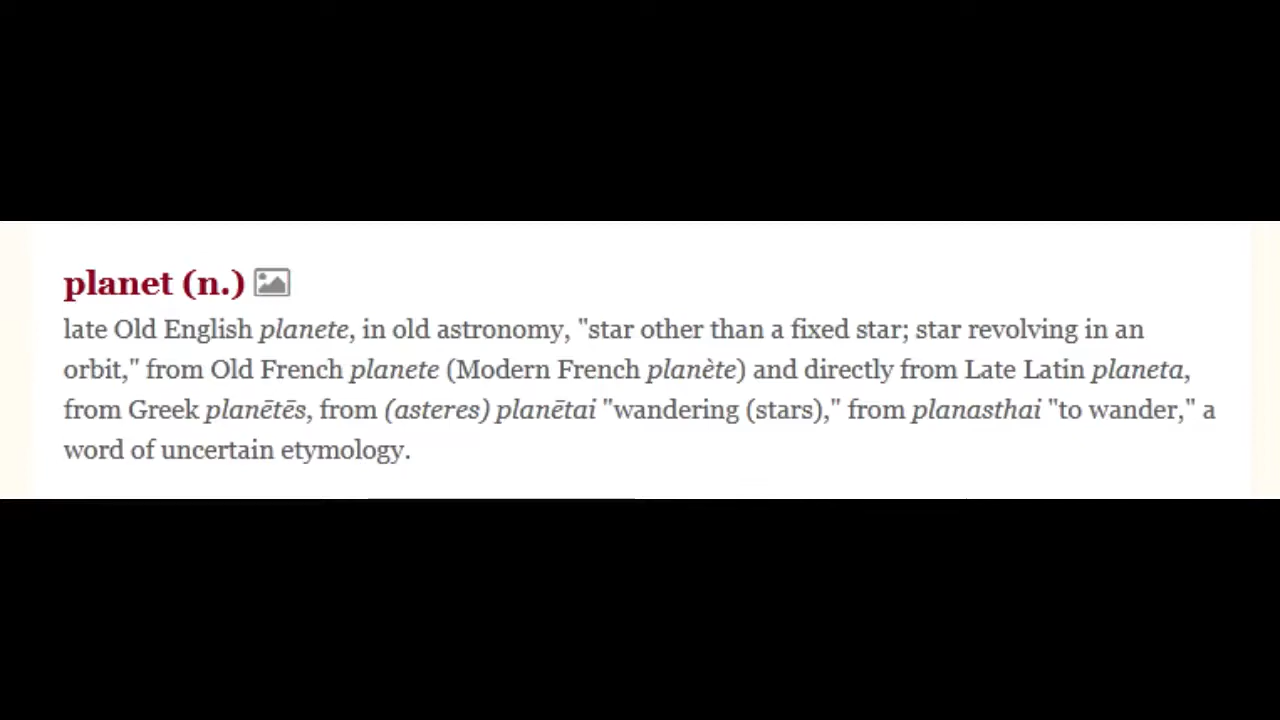 planet (n.)
late Old English planete, in old astronomy, "star other than a fixed star; star revolving in an
orbit," from Old French planete (Modern French planète) and directly from Late Latin planeta,
from Greek planētēs, from (asteres) planētai "wandering (stars)," from planasthai "to wander," a
word of uncertain etymology.